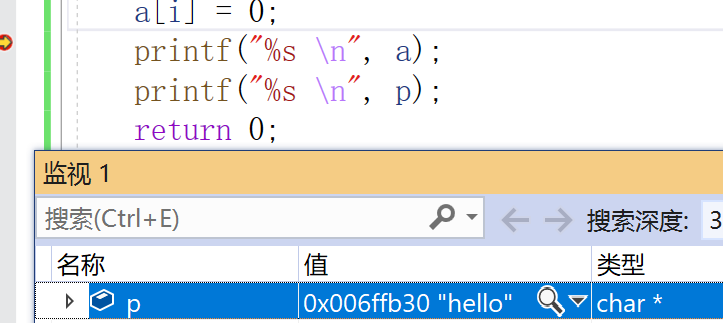 a[i] = 0;
printf("%s \n", a);
printf("%s \n", p);
return 0;
监视 1
搜索(Ctrl+E)
搜索深度: 3
名称 值 类型
p 0x006ffb30 "hello" char *